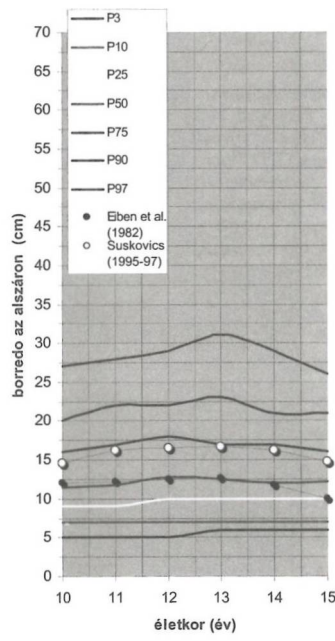 70
65
60
55
50
45
40
35
30
25
20
15
10
5
0
borredo az alszáron (cm)
P3
P10
P25
P50
P75
P90
P97
Eiben et al.
(1982)
Suskovics
(1995-97)
10 11 12 13 14 15
életkor (év)